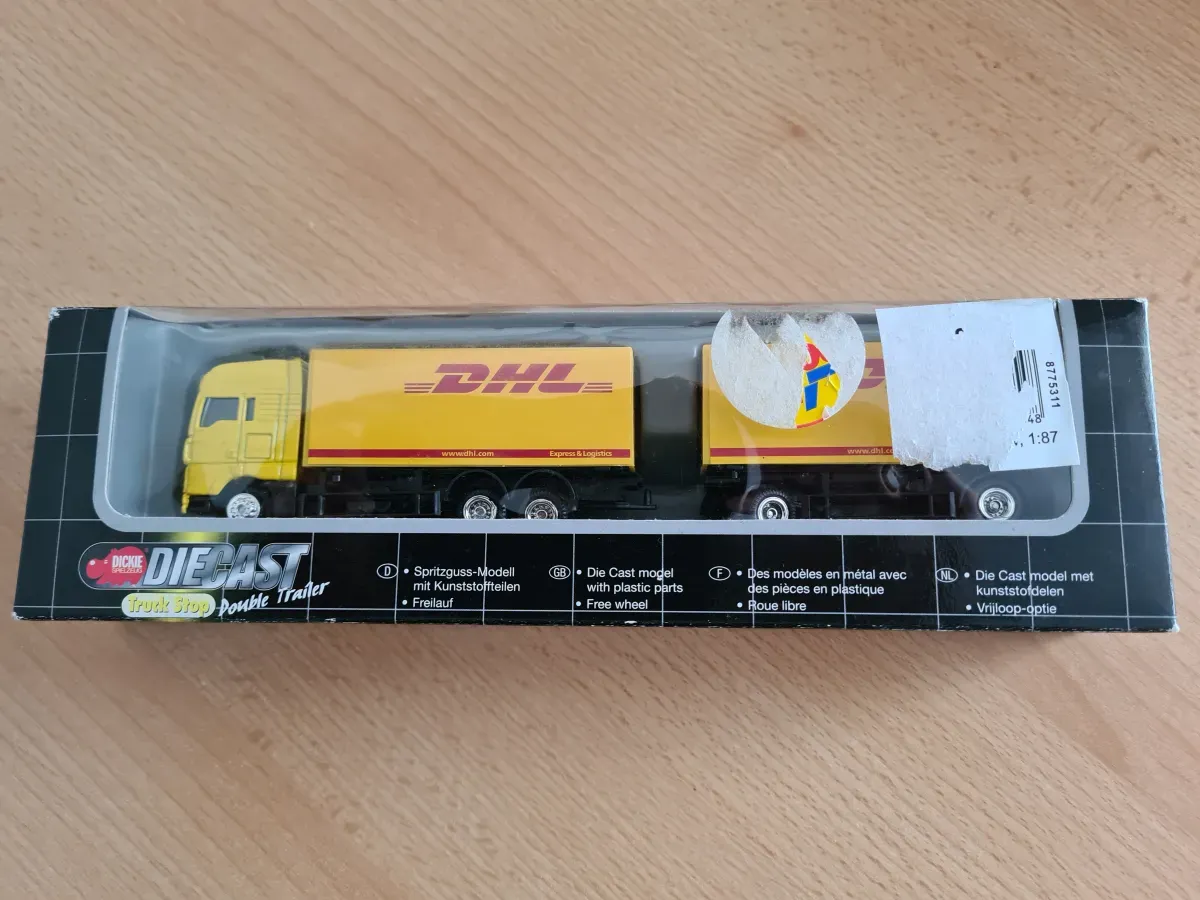 DHL
www.dhl.com
Express & Logistics
D
www.dhl
8775311
48
1:87
DICKIE
SPIELZEUG
DIECAST
Truck Stop
Double Trailer
D
• Spritzguss-Modell
mit Kunststoffteilen
• Freilauf
GB
• Die Cast model
with plastic parts
• Free wheel
F
• Des modèles en métal avec
des pièces en plastique
• Roue libre
NL
• Die Cast model met
kunststofdelen
• Vrijloop-optie